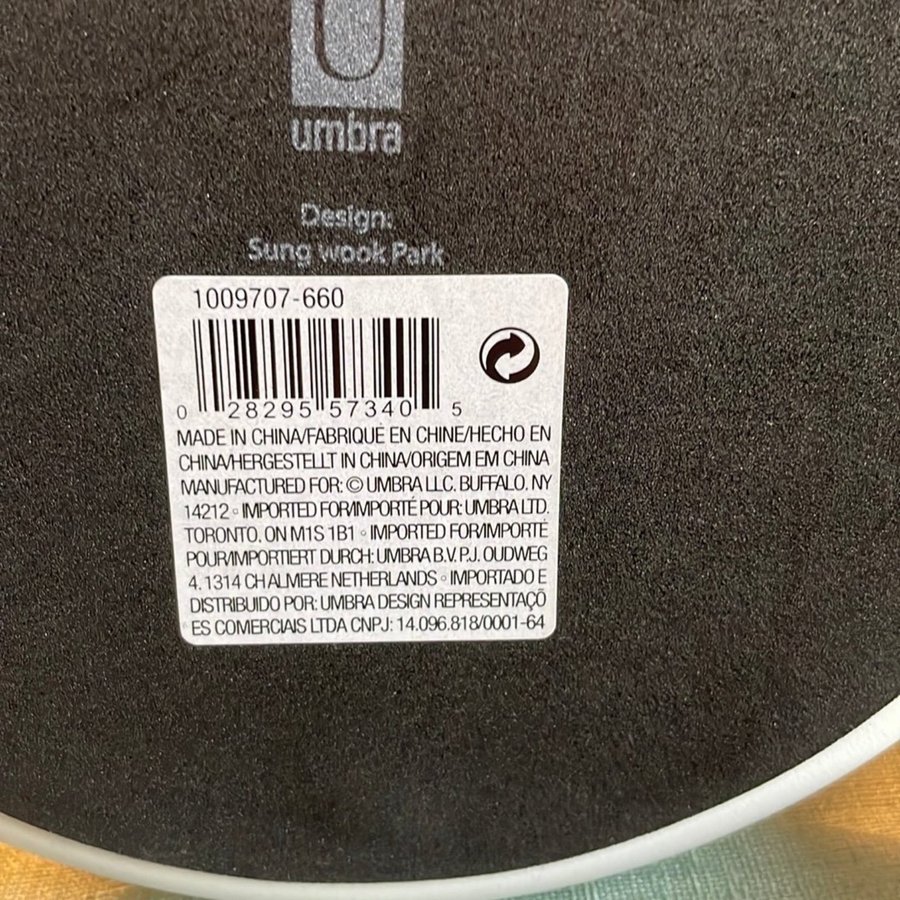 umbra
Design:
Sung wook Park
1009707-660
0 28295 57340 5
MADE IN CHINA/FABRIQUÉ EN CHINE/HECHO EN
CHINA/HERGESTELLT IN CHINA/ORIGEM EM CHINA
MANUFACTURED FOR: © UMBRA LLC. BUFFALO. NY
14212 ◦ IMPORTED FOR/IMPORTÉ POUR: UMBRA LTD.
TORONTO. ON M1S 1B1 ◦ IMPORTED FOR/IMPORTÉ
POUR/IMPORTIERT DURCH: UMBRA B.V. P.J. OUDWEG
4. 1314 CH ALMERE NETHERLANDS ◦ IMPORTADO E
DISTRIBUIDO POR: UMBRA DESIGN REPRESENTAÇÕ
ES COMERCIAIS LTDA CNPJ: 14.096.818/0001-64